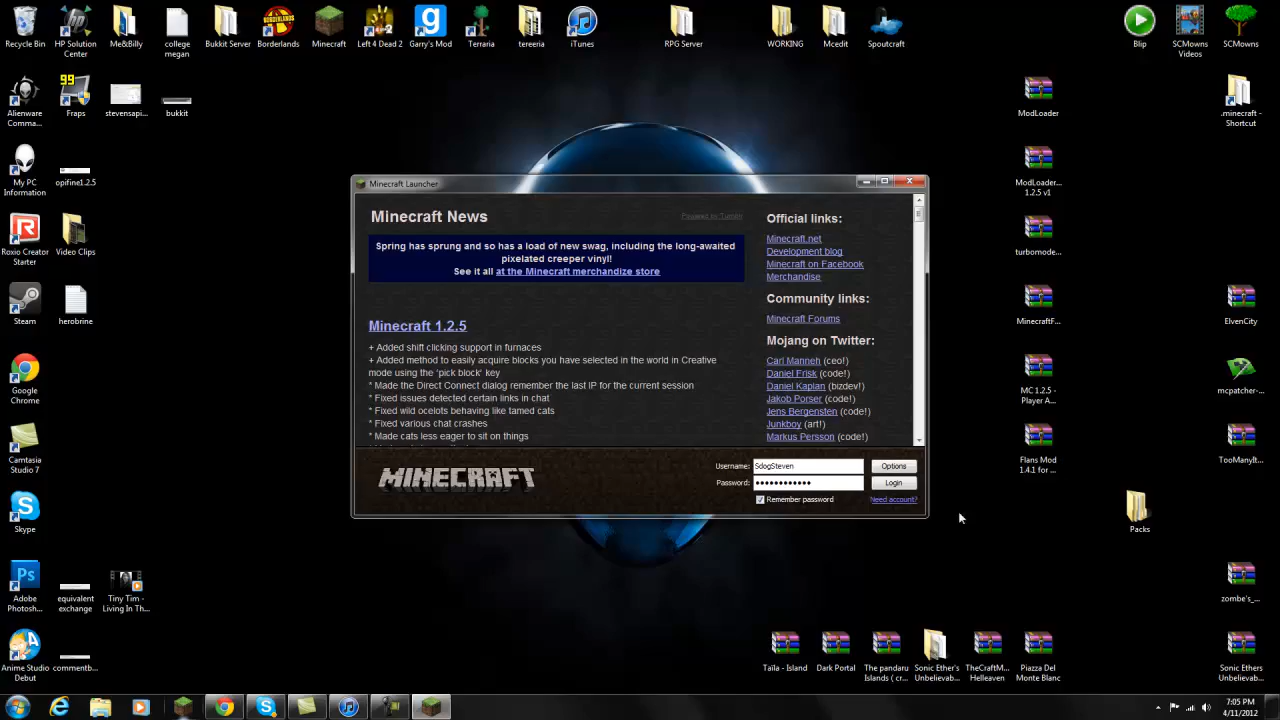 Recycle Bin
HP Solution Center
Me&Billy
college megan
Bukkit Server
Borderlands
Minecraft
Left 4 Dead 2
Garry's Mod
Terraria
tereeria
iTunes
RPG Server
WORKING
Mcedit
Spoutcraft
Blip
SCMowns Videos
SCMowns
99
Alienware Comma...
Fraps
stevensapi...
bukkit
ModLoader
.minecraft - Shortcut
My PC Information
opifine1.2.5
ModLoader... 1.2.5 v1
Roxio Creator Starter
Video Clips
turbomode...
Steam
herobrine
MinecraftF...
ElvenCity
Google Chrome
MC 1.2.5 - Player A...
mcpatcher-...
Camtasia Studio 7
Flans Mod 1.4.1 for ...
TooManyIt...
Skype
Packs
Adobe Photosh...
equivalent exchange
Tiny Tim - Living In Th...
zombe's_...
Anime Studio Debut
commentb...
Taila - Island
Dark Portal
The pandaru Islands ( cr...
Sonic Ether's Unbelievab...
TheCraftM... Helleaven
Piazza Del Monte Blanc
Sonic Ethers Unbelievab...
Minecraft Launcher
Minecraft News
Powered by Tumblr
Spring has sprung and so has a load of new swag, including the long-awaited
pixelated creeper vinyl!
See it all at the Minecraft merchandize store
Minecraft 1.2.5
+ Added shift clicking support in furnaces
+ Added method to easily acquire blocks you have selected in the world in Creative
mode using the 'pick block' key
* Made the Direct Connect dialog remember the last IP for the current session
* Fixed issues detected certain links in chat
* Fixed wild ocelots behaving like tamed cats
* Fixed various chat crashes
* Made cats less eager to sit on things
Official links:
Minecraft.net
Development blog
Minecraft on Facebook
Merchandise
Community links:
Minecraft Forums
Mojang on Twitter:
Carl Manneh (ceo!)
Daniel Frisk (code!)
Daniel Kaplan (bizdev!)
Jakob Porser (code!)
Jens Bergensten (code!)
Junkboy (art!)
Markus Persson (code!)
MINECRAFT
Username: SdogSteven Options
Password: •••••••••••• Login
Remember password Need account?
7:05 PM
4/11/2012